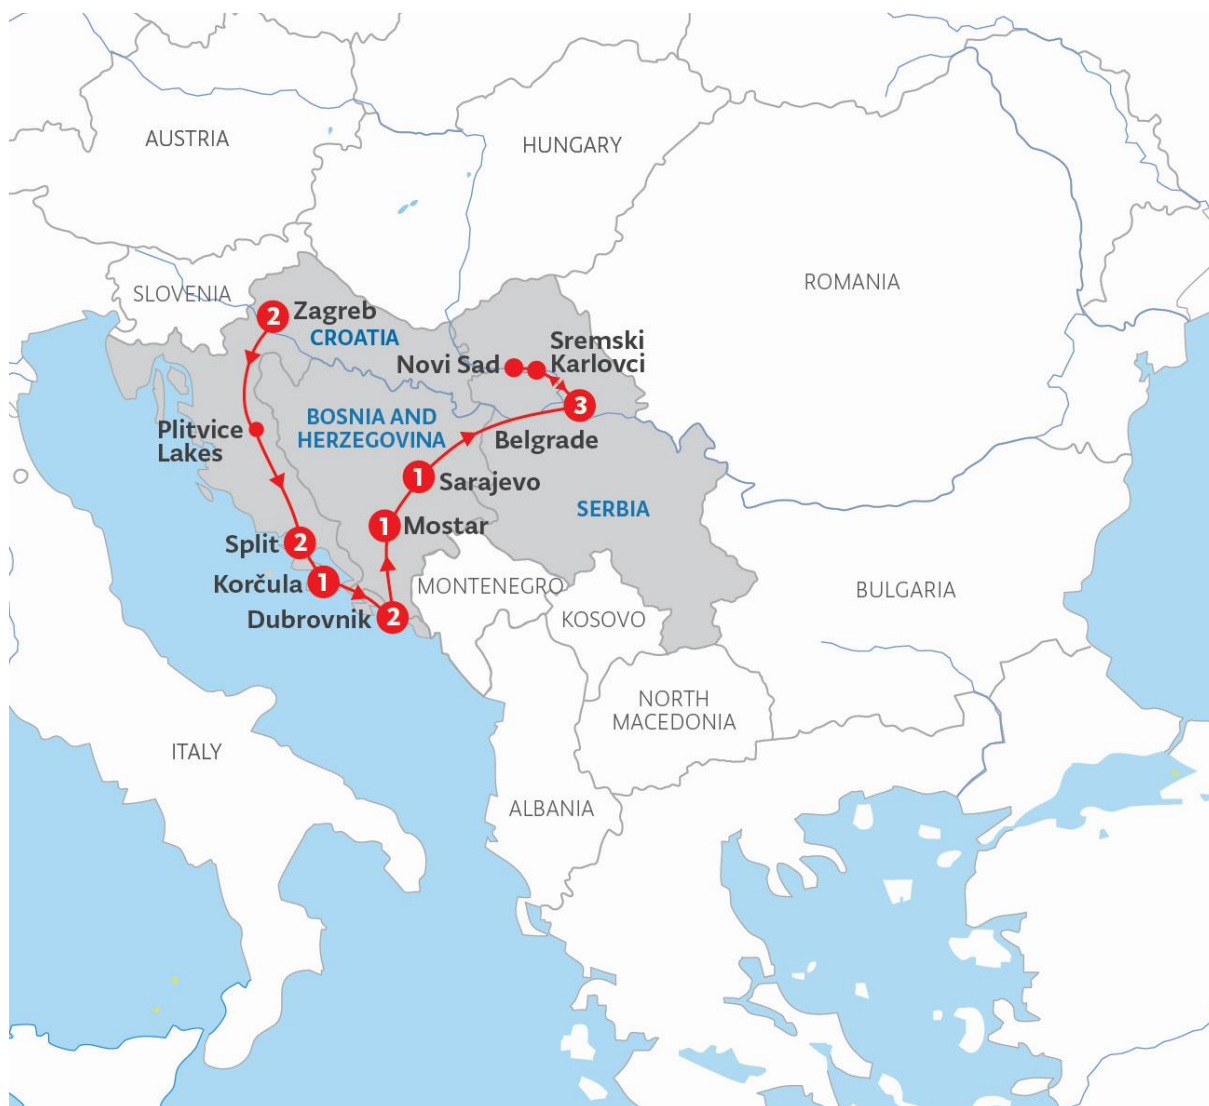 AUSTRIA
HUNGARY
ROMANIA
SLOVENIA
2
Zagreb
CROATIA
Sremski
Karlovci
Novi Sad
3
Belgrade
BOSNIA AND
HERZEGOVINA
Plitvice
Lakes
1
Sarajevo
SERBIA
1
Mostar
Split
2
Korčula
1
MONTENEGRO
BULGARIA
Dubrovnik
2
KOSOVO
NORTH
MACEDONIA
ITALY
ALBANIA